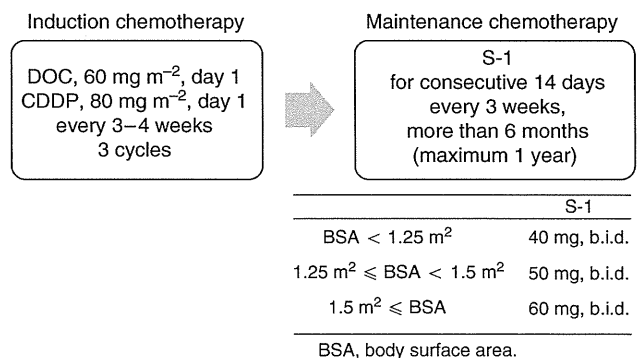 Induction chemotherapy
DOC, 60 mg m⁻², day 1
CDDP, 80 mg m⁻², day 1
every 3–4 weeks
3 cycles
Maintenance chemotherapy
S-1
for consecutive 14 days
every 3 weeks,
more than 6 months
(maximum 1 year)
S-1
BSA < 1.25 m² 40 mg, b.i.d.
1.25 m² ⩽ BSA < 1.5 m² 50 mg, b.i.d.
1.5 m² ⩽ BSA 60 mg, b.i.d.
BSA, body surface area.